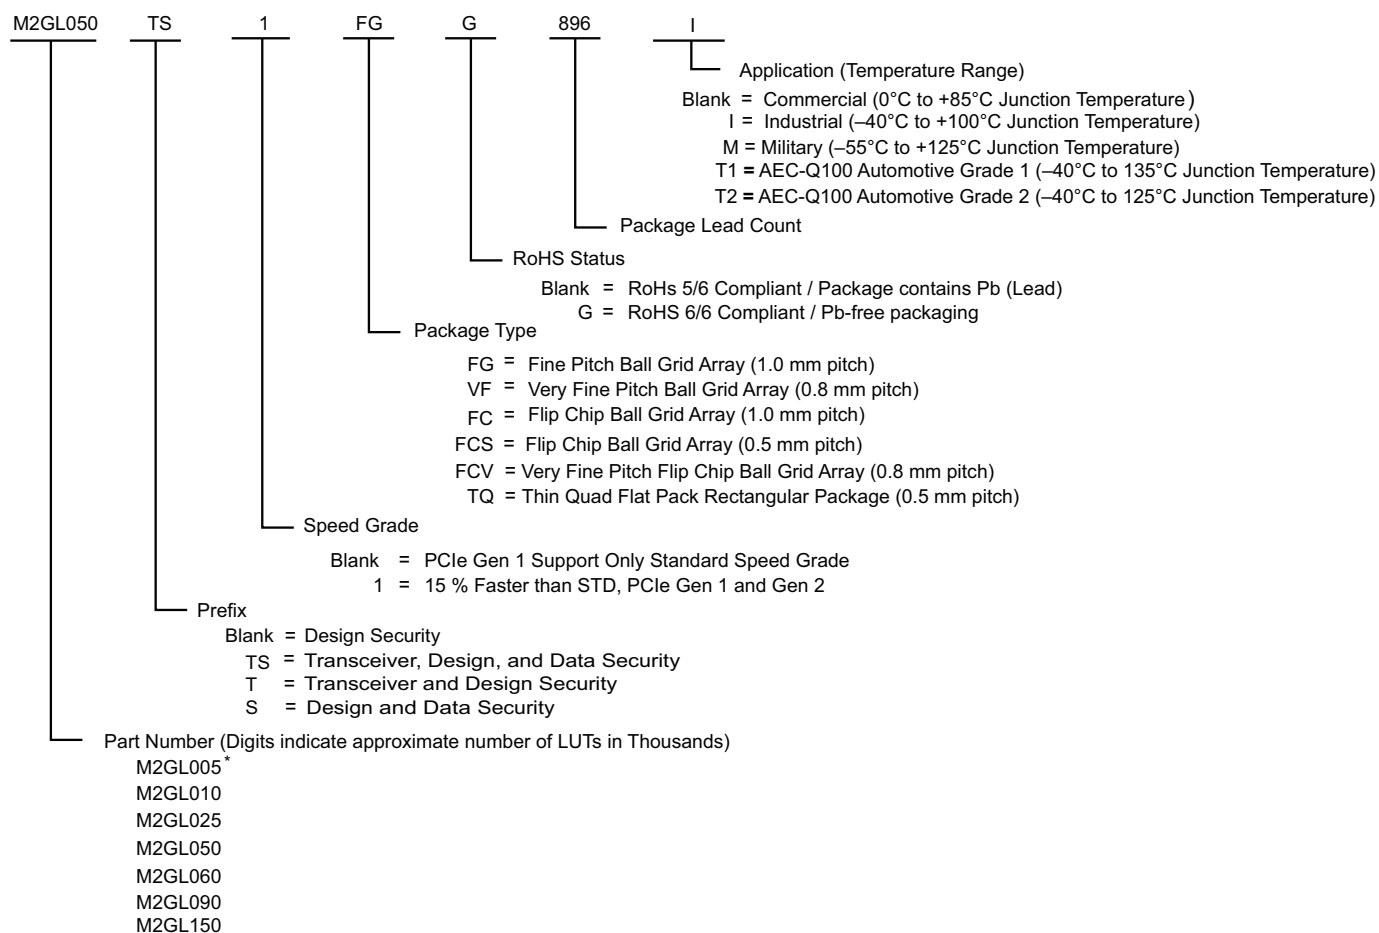 M2GL050 TS 1 FG G 896 I
Application (Temperature Range)
Blank = Commercial (0°C to +85°C Junction Temperature)
I = Industrial (–40°C to +100°C Junction Temperature)
M = Military (–55°C to +125°C Junction Temperature)
T1 = AEC-Q100 Automotive Grade 1 (–40°C to 135°C Junction Temperature)
T2 = AEC-Q100 Automotive Grade 2 (–40°C to 125°C Junction Temperature)
Package Lead Count
RoHS Status
Blank = RoHs 5/6 Compliant / Package contains Pb (Lead)
G = RoHS 6/6 Compliant / Pb-free packaging
Package Type
FG = Fine Pitch Ball Grid Array (1.0 mm pitch)
VF = Very Fine Pitch Ball Grid Array (0.8 mm pitch)
FC = Flip Chip Ball Grid Array (1.0 mm pitch)
FCS = Flip Chip Ball Grid Array (0.5 mm pitch)
FCV = Very Fine Pitch Flip Chip Ball Grid Array (0.8 mm pitch)
TQ = Thin Quad Flat Pack Rectangular Package (0.5 mm pitch)
Speed Grade
Blank = PCIe Gen 1 Support Only Standard Speed Grade
1 = 15 % Faster than STD, PCIe Gen 1 and Gen 2
Prefix
Blank = Design Security
TS = Transceiver, Design, and Data Security
T = Transceiver and Design Security
S = Design and Data Security
Part Number (Digits indicate approximate number of LUTs in Thousands)
M2GL005*
M2GL010
M2GL025
M2GL050
M2GL060
M2GL090
M2GL150